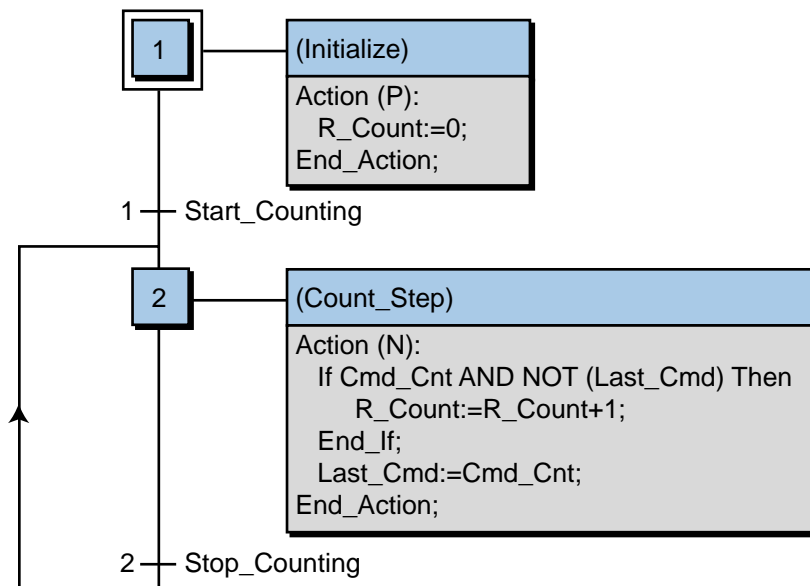 1
(Initialize)
Action (P):
R_Count:=0;
End_Action;
1 Start_Counting
2
(Count_Step)
Action (N):
If Cmd_Cnt AND NOT (Last_Cmd) Then
R_Count:=R_Count+1;
End_If;
Last_Cmd:=Cmd_Cnt;
End_Action;
2 Stop_Counting